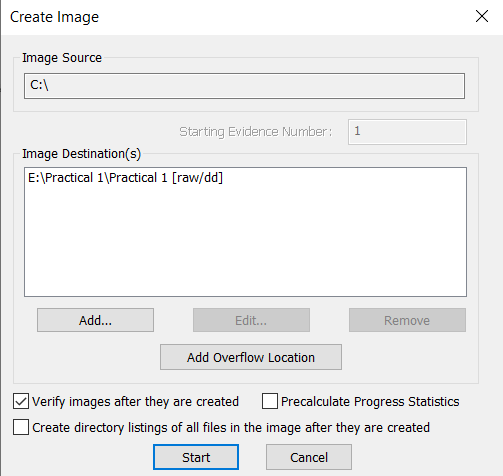 Create Image
Image Source
C:\
Starting Evidence Number:
1
Image Destination(s)
E:\Practical 1\Practical 1 [raw/dd]
Add...
Edit...
Remove
Add Overflow Location
Verify images after they are created
Precalculate Progress Statistics
Create directory listings of all files in the image after they are created
Start
Cancel